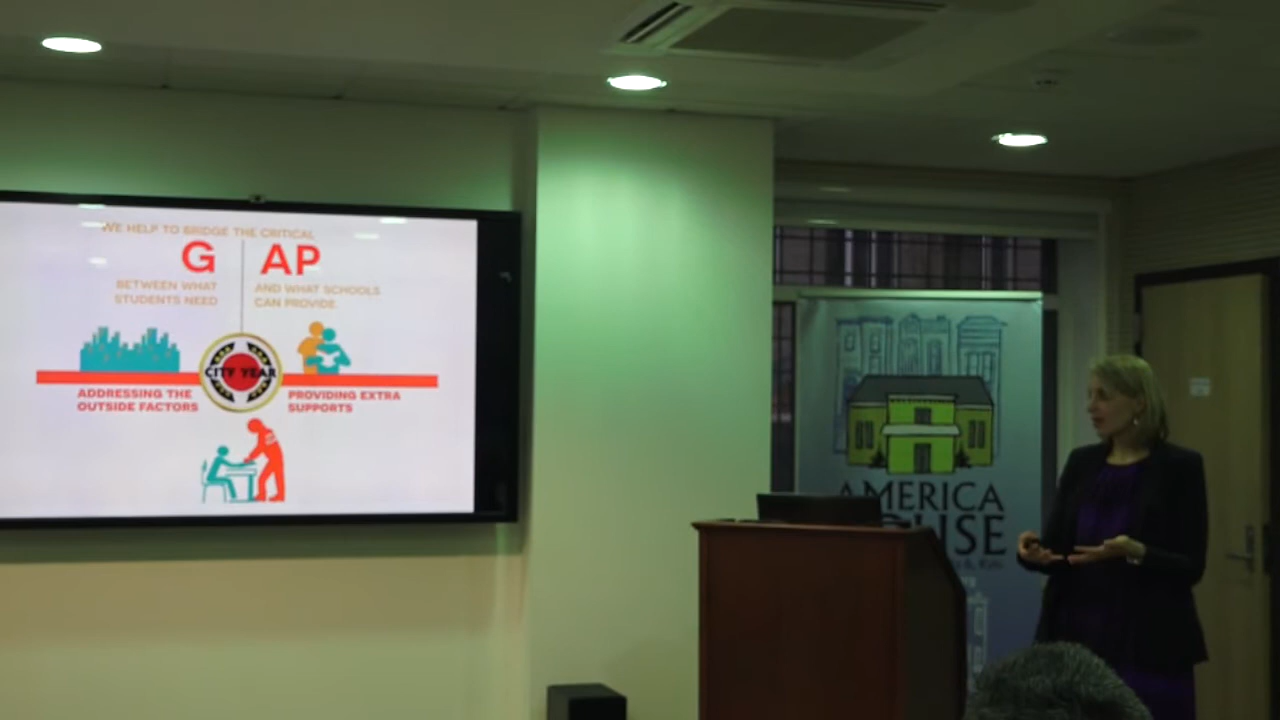 WE HELP TO BRIDGE THE CRITICAL
G AP
BETWEEN WHAT
STUDENTS NEED
AND WHAT SCHOOLS
CAN PROVIDE
CITY YEAR
ADDRESSING THE
OUTSIDE FACTORS
PROVIDING EXTRA
SUPPORTS
AMERICA
HOUSE